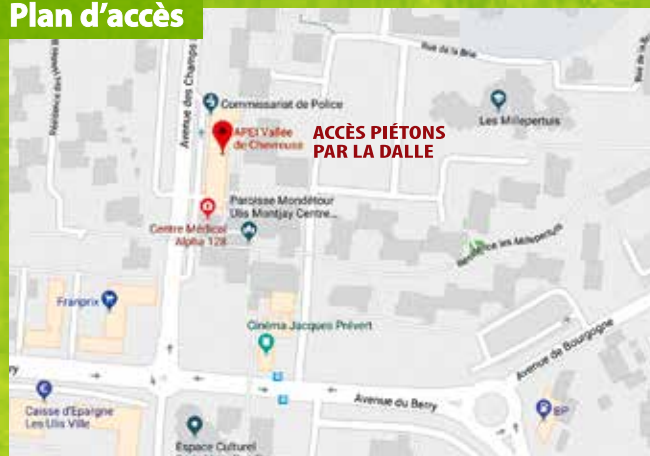 Plan d'accès
Rue de la Brie
Avenue des Champs
Commissariat de Police
Les Millepertuis
APEI Vallée
de Chevreuse
ACCÈS PIÉTONS
PAR LA DALLE
Paroisse Mondétour
Ulis Montjay Centre...
Centre Médical
Alpha 128
Résidence les Millepertuis
Franprix
Cinéma Jacques Prévert
Avenue de Bourgogne
Avenue du Berry
ry
Caisse d'Epargne
Les Ulis Ville
BP
Espace Culturel